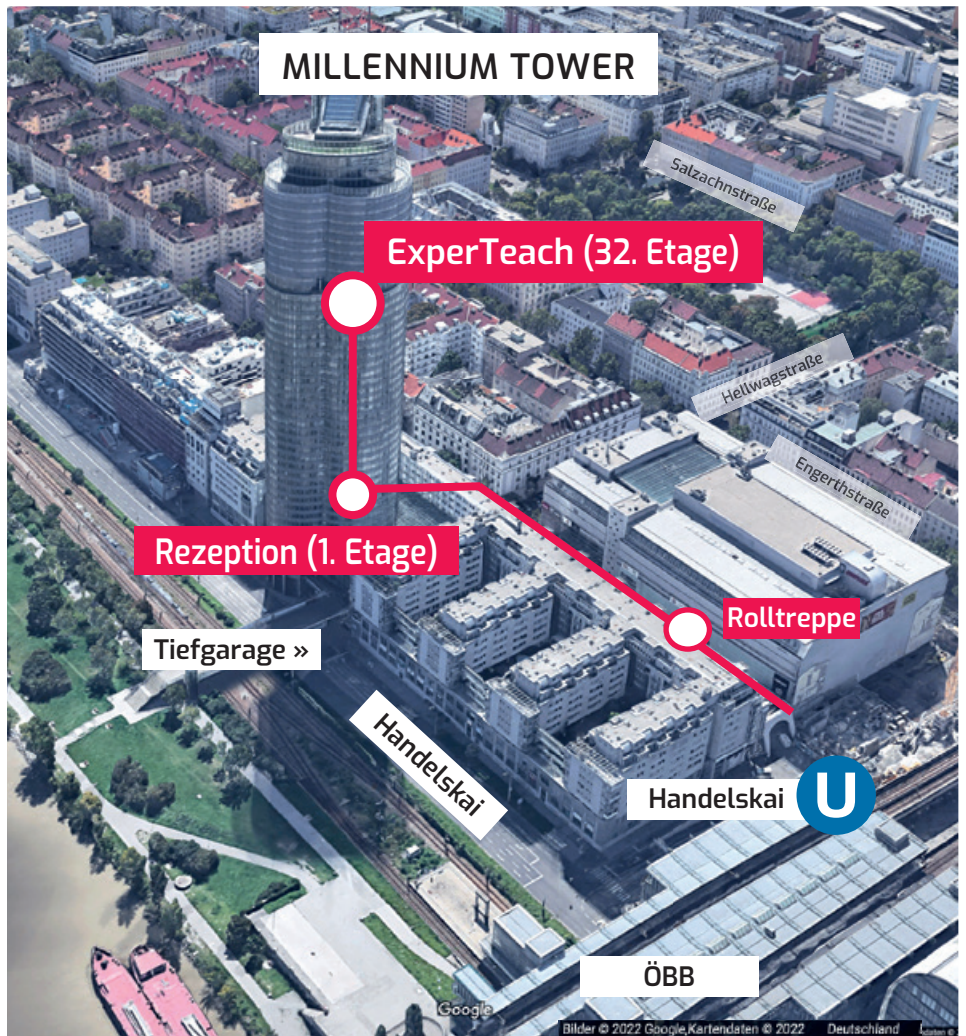 MILLENNIUM TOWER
Salzachnstraße
ExperTeach (32. Etage)
Hellwagstraße
Engerthstraße
Rezeption (1. Etage)
Rolltreppe
Tiefgarage »
Handelskai
Handelskai U
ÖBB
Google
Bilder © 2022 Google,Kartendaten © 2022 Deutschland